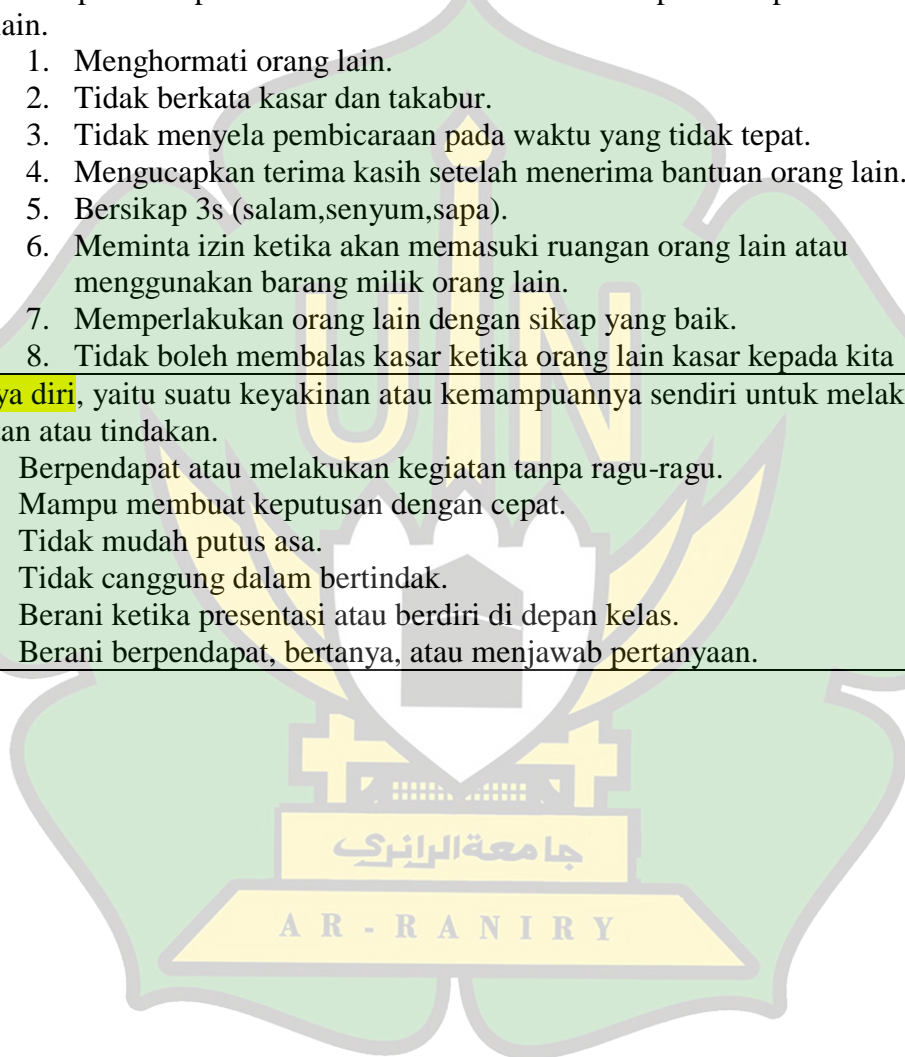 lain.
1. Menghormati orang lain.
2. Tidak berkata kasar dan takabur.
3. Tidak menyela pembicaraan pada waktu yang tidak tepat.
4. Mengucapkan terima kasih setelah menerima bantuan orang lain.
5. Bersikap 3s (salam,senyum,sapa).
6. Meminta izin ketika akan memasuki ruangan orang lain atau
menggunakan barang milik orang lain.
7. Memperlakukan orang lain dengan sikap yang baik.
8. Tidak boleh membalas kasar ketika orang lain kasar kepada kita
ya diri, yaitu suatu keyakinan atau kemampuannya sendiri untuk melak
an atau tindakan.
Berpendapat atau melakukan kegiatan tanpa ragu-ragu.
Mampu membuat keputusan dengan cepat.
Tidak mudah putus asa.
Tidak canggung dalam bertindak.
Berani ketika presentasi atau berdiri di depan kelas.
Berani berpendapat, bertanya, atau menjawab pertanyaan.
UIN
جامعة الرانري
AR-RANIRY